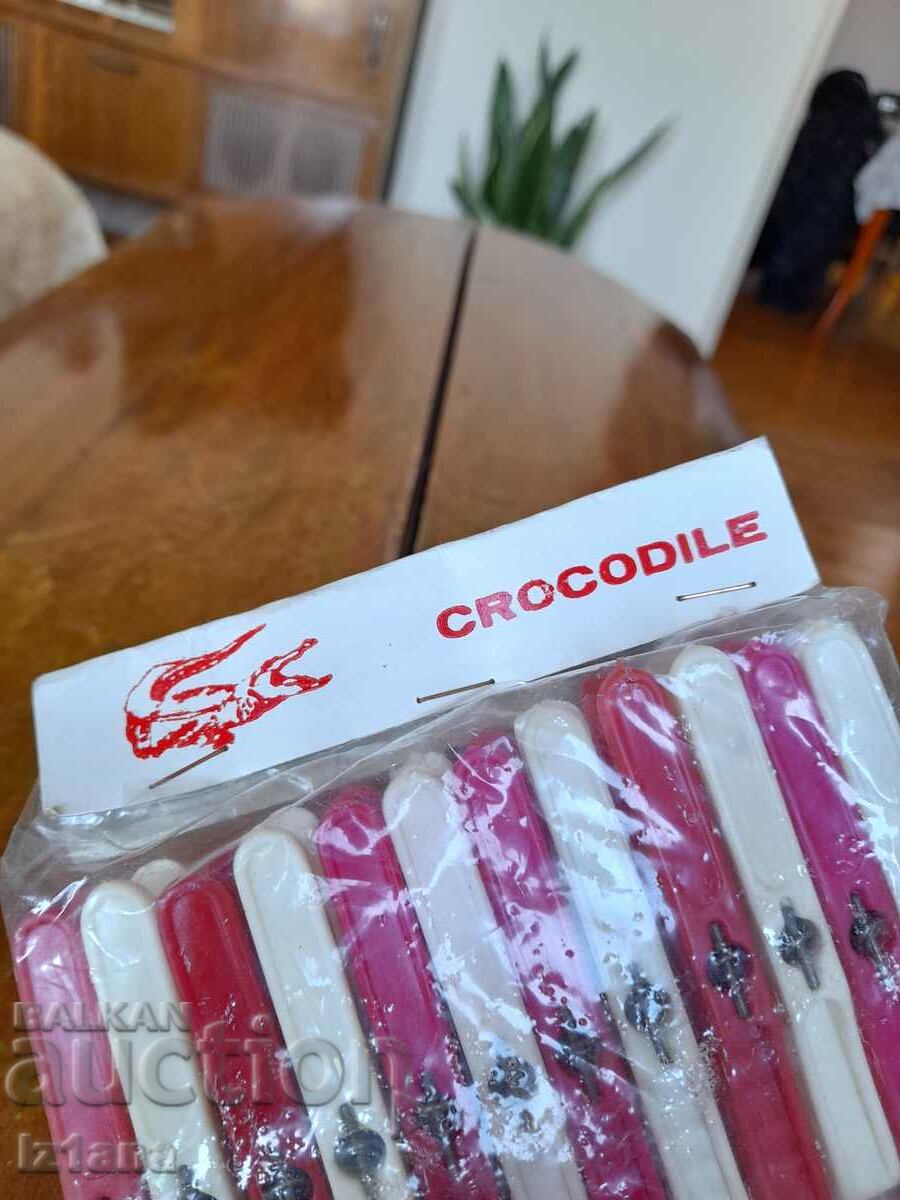 CROCODILE
BALKAN
auction
iz1ana